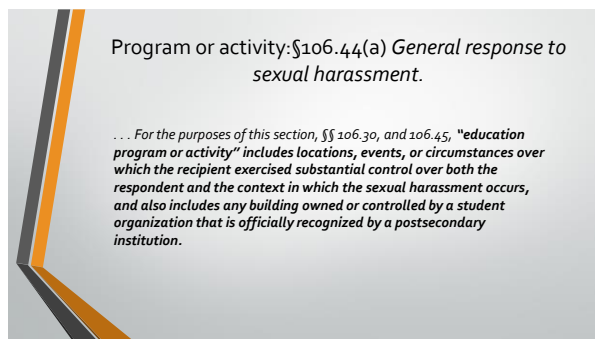 Program or activity:§106.44(a) General response to
sexual harassment.
. . . For the purposes of this section, §§ 106.30, and 106.45, “education
program or activity” includes locations, events, or circumstances over
which the recipient exercised substantial control over both the
respondent and the context in which the sexual harassment occurs,
and also includes any building owned or controlled by a student
organization that is officially recognized by a postsecondary
institution.